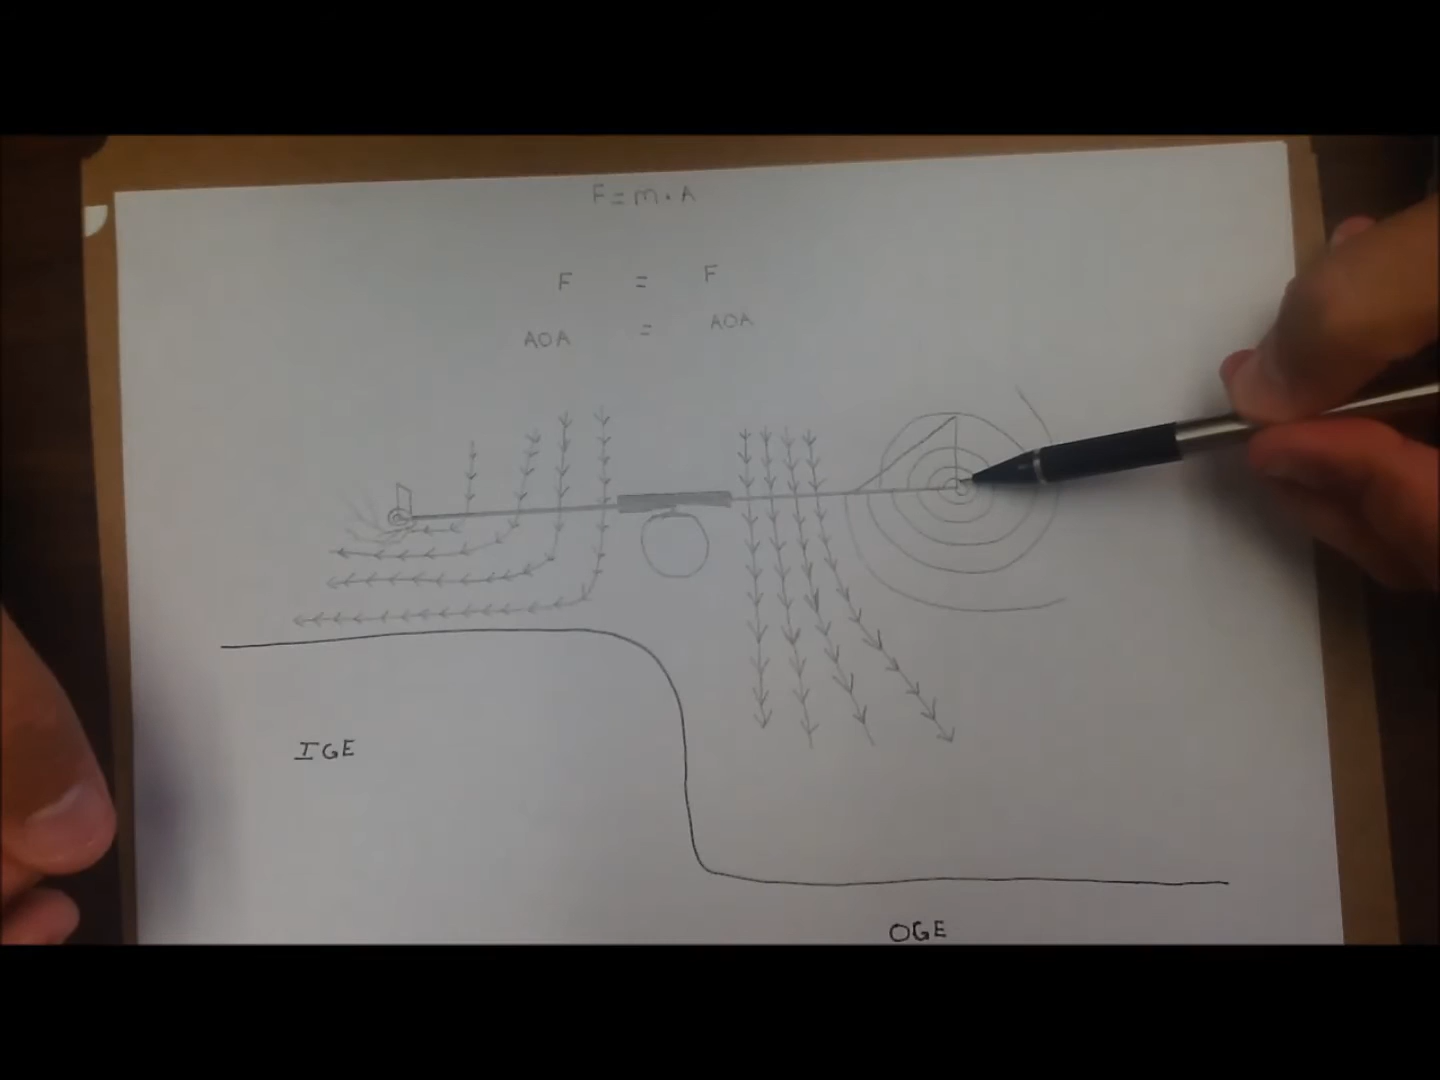 F = m · A
F = F
AOA = AOA
IGE
OGE